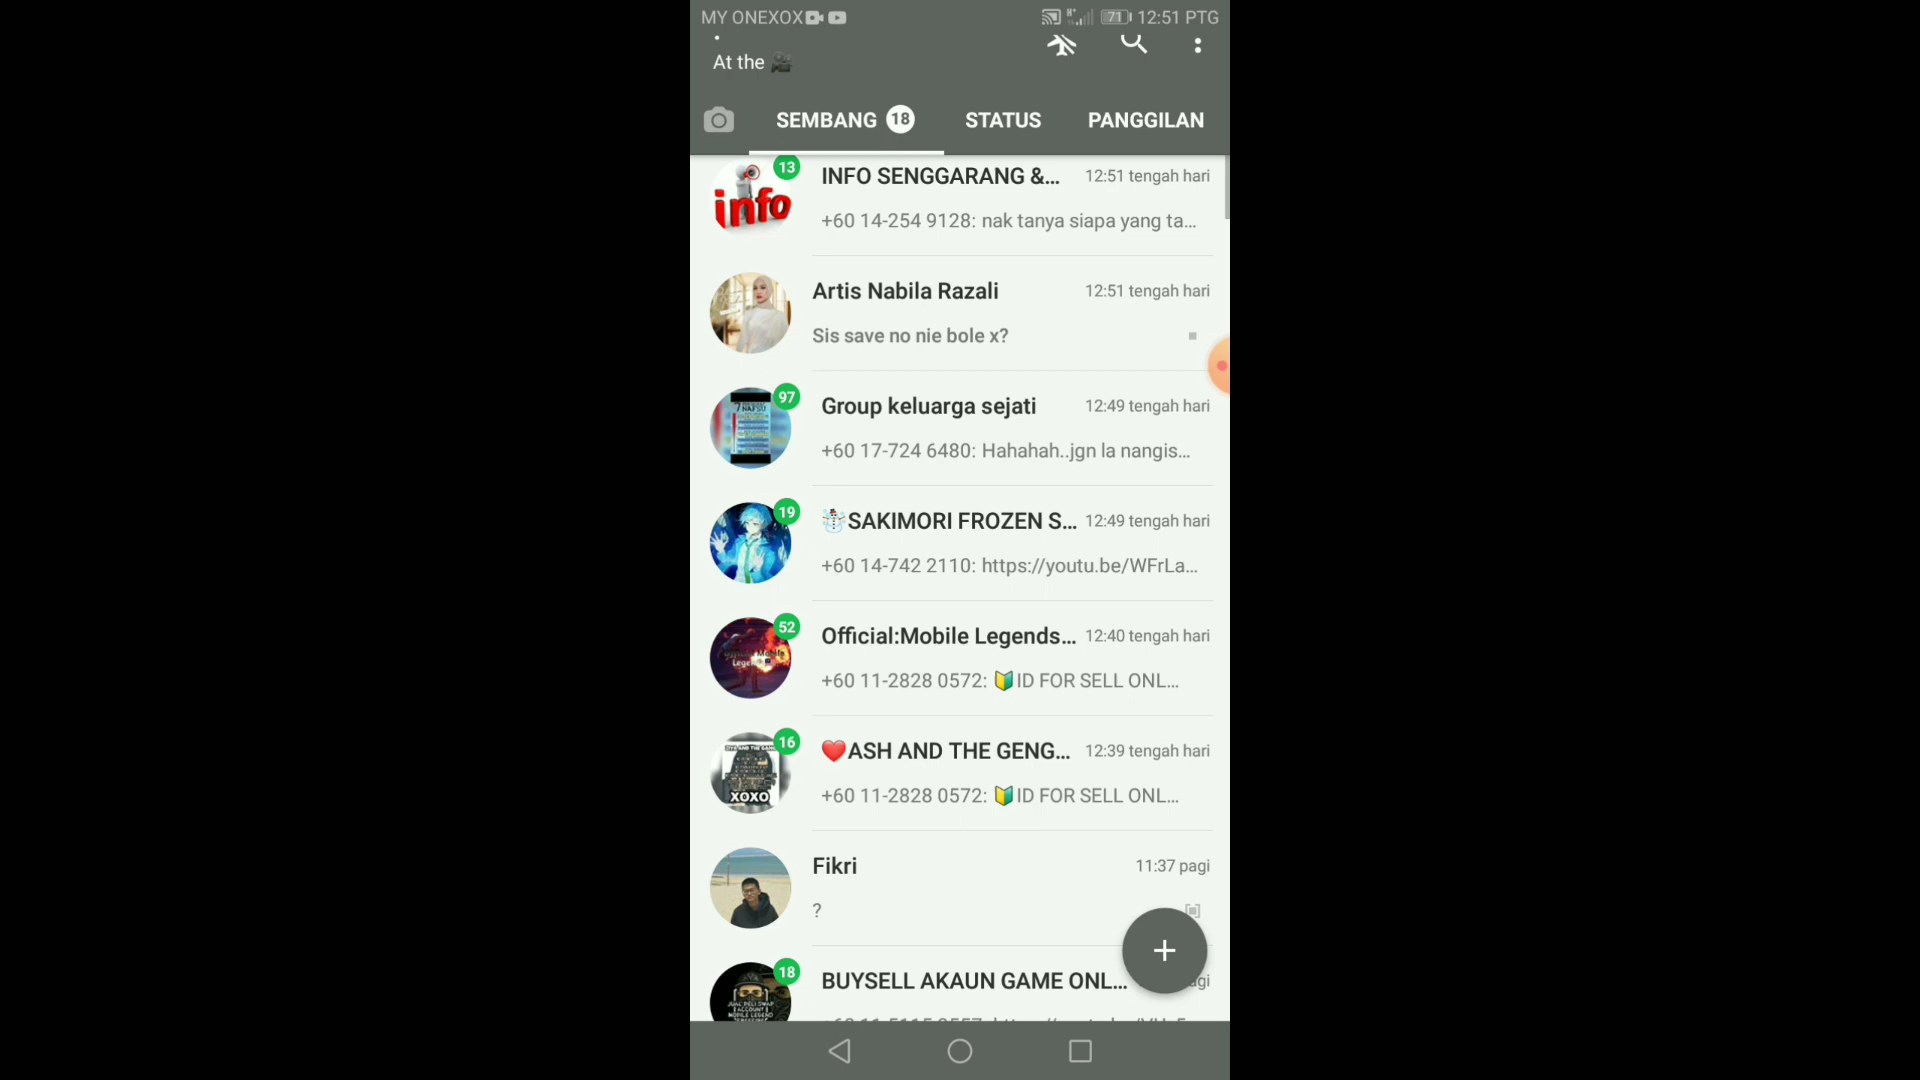 MY ONEXOX 71 12:51 PTG
At the
SEMBANG 18 STATUS PANGGILAN
info
13
INFO SENGGARANG &... 12:51 tengah hari
+60 14-254 9128: nak tanya siapa yang ta...
Artis Nabila Razali 12:51 tengah hari
Sis save no nie bole x?
97
Group keluarga sejati 12:49 tengah hari
+60 17-724 6480: Hahahah..jgn la nangis...
19
☃️SAKIMORI FROZEN S... 12:49 tengah hari
+60 14-742 2110: https://youtu.be/WFrLa...
52
Official:Mobile Legends... 12:40 tengah hari
+60 11-2828 0572: 🔰ID FOR SELL ONL...
16
XOXO
❤️ASH AND THE GENG... 12:39 tengah hari
+60 11-2828 0572: 🔰ID FOR SELL ONL...
Fikri 11:37 pagi
?
18
BUYSELL AKAUN GAME ONL...